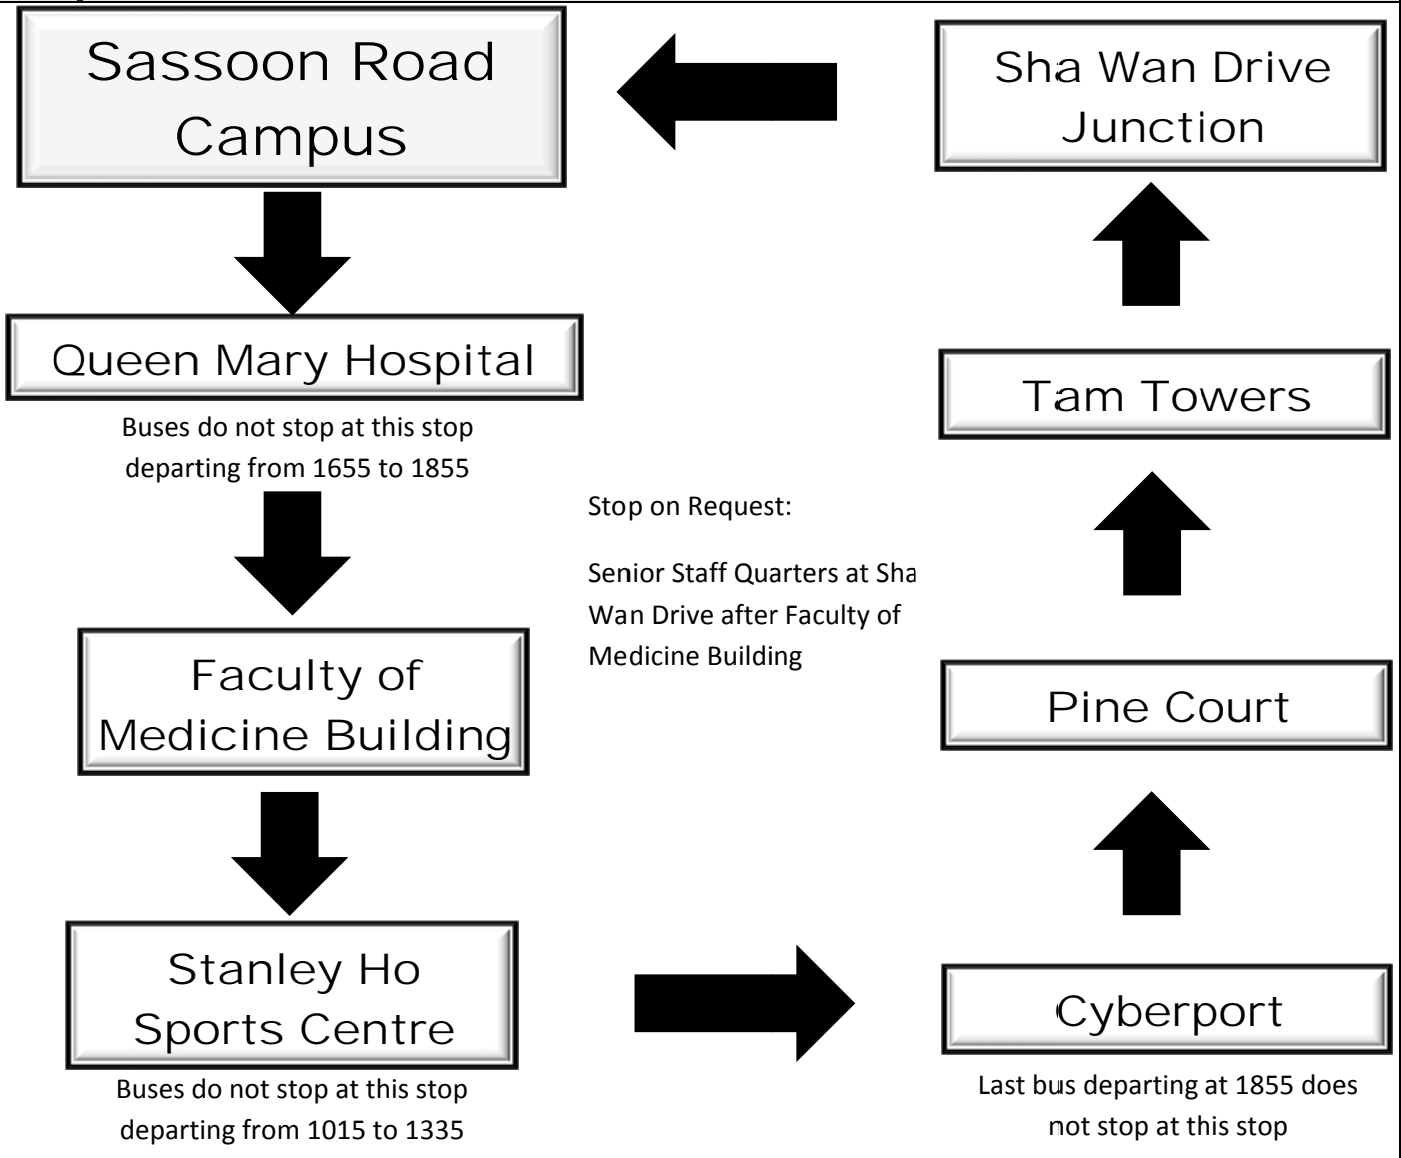 Sassoon Road
Campus
Queen Mary Hospital
Buses do not stop at this stop
departing from 1655 to 1855
Faculty of
Medicine Building
Stanley Ho
Sports Centre
Buses do not stop at this stop
departing from 1015 to 1335
Stop on Request:
Senior Staff Quarters at Sha
Wan Drive after Faculty of
Medicine Building
Cyberport
Last bus departing at 1855 does
not stop at this stop
Pine Court
Tam Towers
Sha Wan Drive
Junction